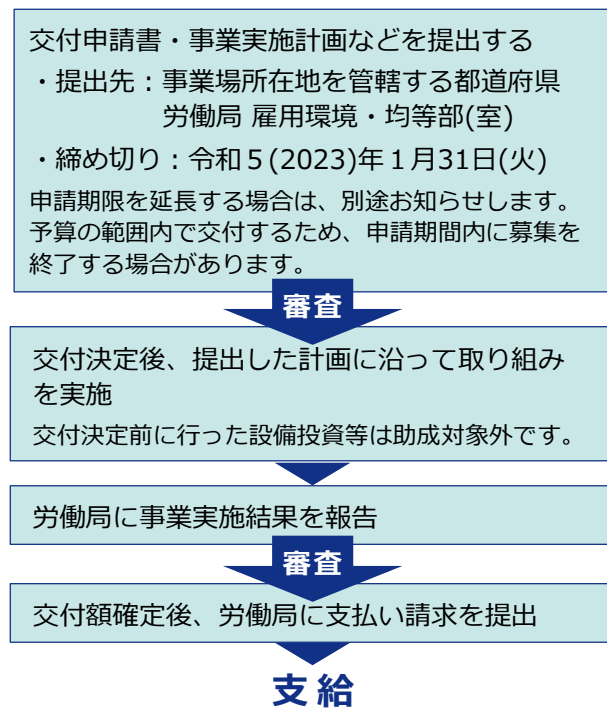 交付申請書・事業実施計画などを提出する
・提出先：事業場所在地を管轄する都道府県
労働局 雇用環境・均等部(室)
・締め切り：令和５(2023)年１月31日(火)
申請期限を延長する場合は、別途お知らせします。
予算の範囲内で交付するため、申請期間内に募集を
終了する場合があります。
審査
交付決定後、提出した計画に沿って取り組み
を実施
交付決定前に行った設備投資等は助成対象外です。
労働局に事業実施結果を報告
審査
交付額確定後、労働局に支払い請求を提出
支給